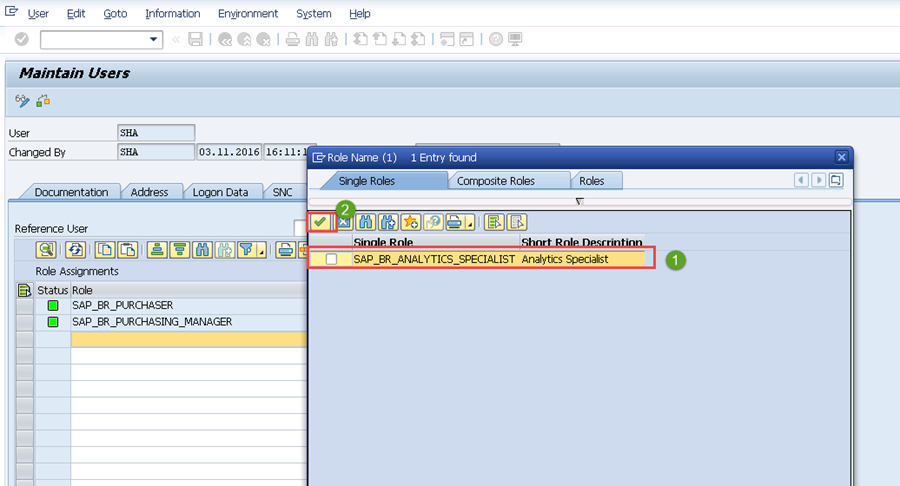 User Edit Goto Information Environment System Help
Maintain Users
User SHA
Changed By SHA 03.11.2016 16:11:1
Role Name (1) 1 Entry found
Single Roles Composite Roles Roles
Documentation Address Logon Data SNC
2
Reference User
Single Role Short Role Description
SAP_BR_ANALYTICS_SPECIALIST Analytics Specialist
1
Role Assignments
Status Role
SAP_BR_PURCHASER
SAP_BR_PURCHASING_MANAGER